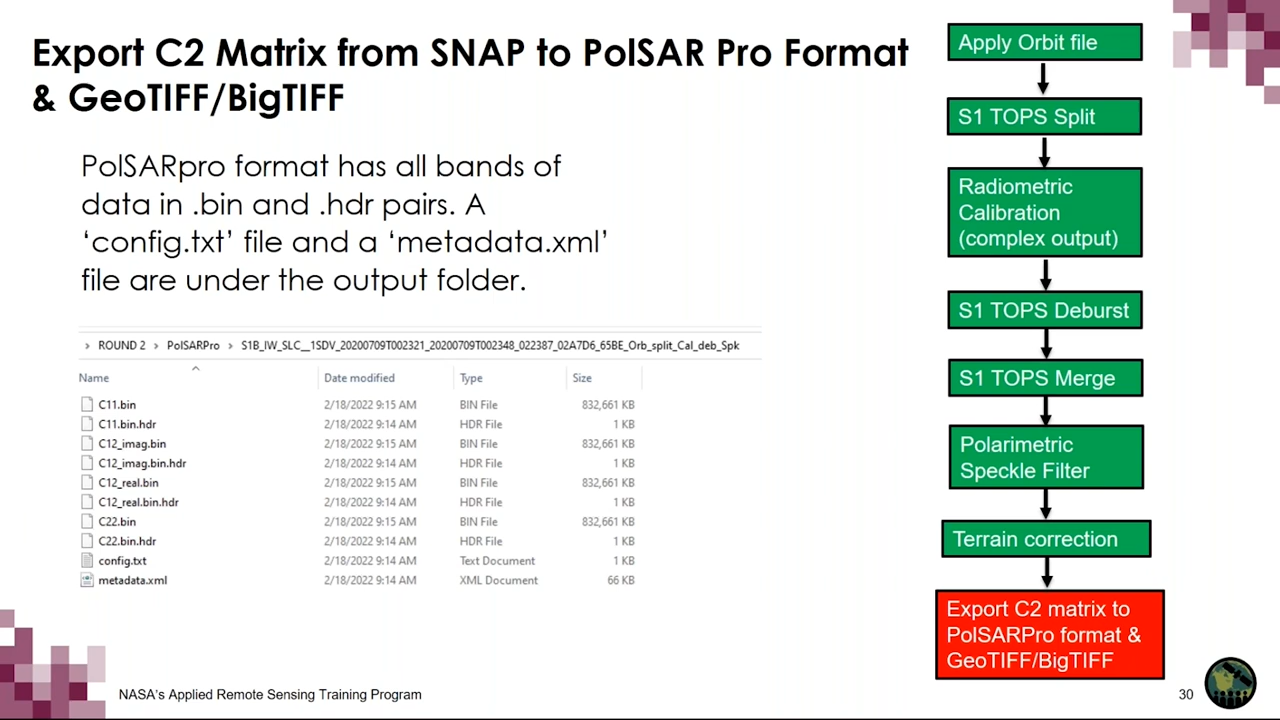 Export C2 Matrix from SNAP to PolSAR Pro Format
& GeoTIFF/BigTIFF
PolSARpro format has all bands of
data in .bin and .hdr pairs. A
‘config.txt’ file and a ‘metadata.xml’
file are under the output folder.
› ROUND 2 › PolSARPro › S1B_IW_SLC__1SDV_20200709T002321_20200709T002348_022387_02A7D6_65BE_Orb_split_Cal_deb_Spk
Name Date modified Type Size
C11.bin 2/18/2022 9:15 AM BIN File 832,661 KB
C11.bin.hdr 2/18/2022 9:14 AM HDR File 1 KB
C12_imag.bin 2/18/2022 9:15 AM BIN File 832,661 KB
C12_imag.bin.hdr 2/18/2022 9:14 AM HDR File 1 KB
C12_real.bin 2/18/2022 9:15 AM BIN File 832,661 KB
C12_real.bin.hdr 2/18/2022 9:14 AM HDR File 1 KB
C22.bin 2/18/2022 9:15 AM BIN File 832,661 KB
C22.bin.hdr 2/18/2022 9:14 AM HDR File 1 KB
config.txt 2/18/2022 9:14 AM Text Document 1 KB
metadata.xml 2/18/2022 9:14 AM XML Document 66 KB
Apply Orbit file
S1 TOPS Split
Radiometric
Calibration
(complex output)
S1 TOPS Deburst
S1 TOPS Merge
Polarimetric
Speckle Filter
Terrain correction
Export C2 matrix to
PolSARPro format &
GeoTIFF/BigTIFF
NASA's Applied Remote Sensing Training Program
30